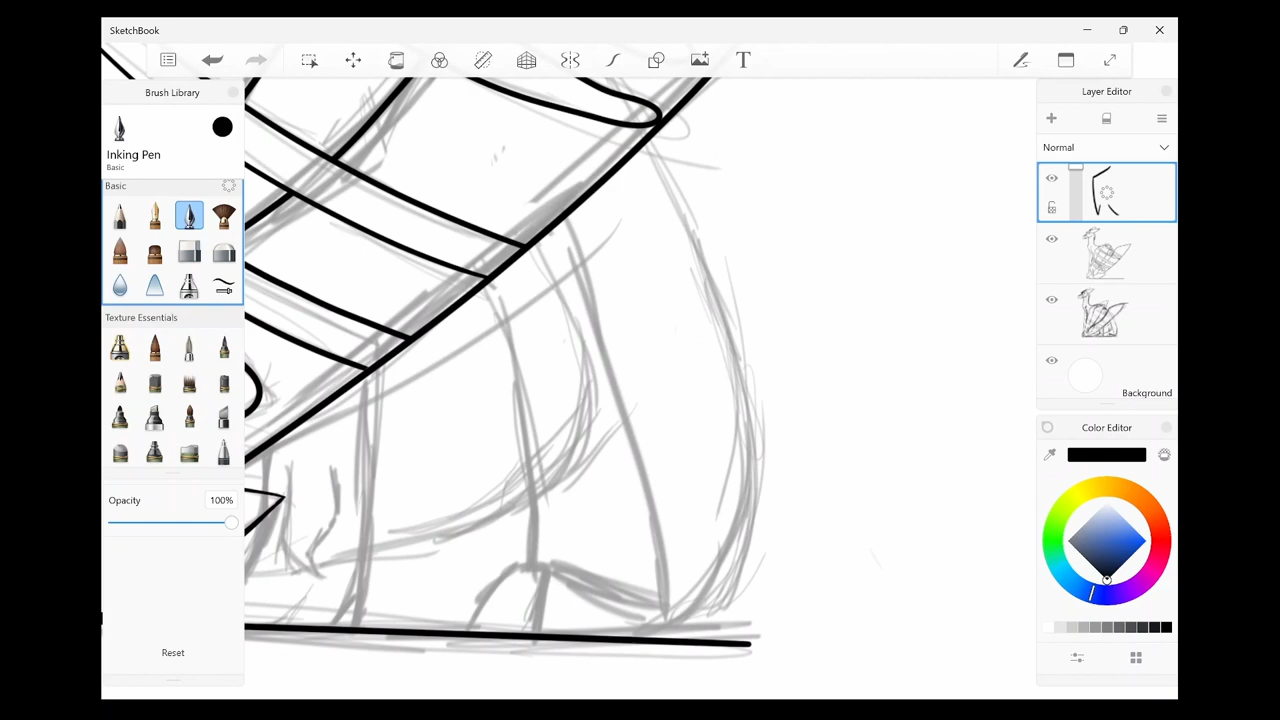 SketchBook
T
Brush Library
Layer Editor
Inking Pen
Basic
Normal
Basic
Texture Essentials
Background
Color Editor
Opacity 100%
Reset